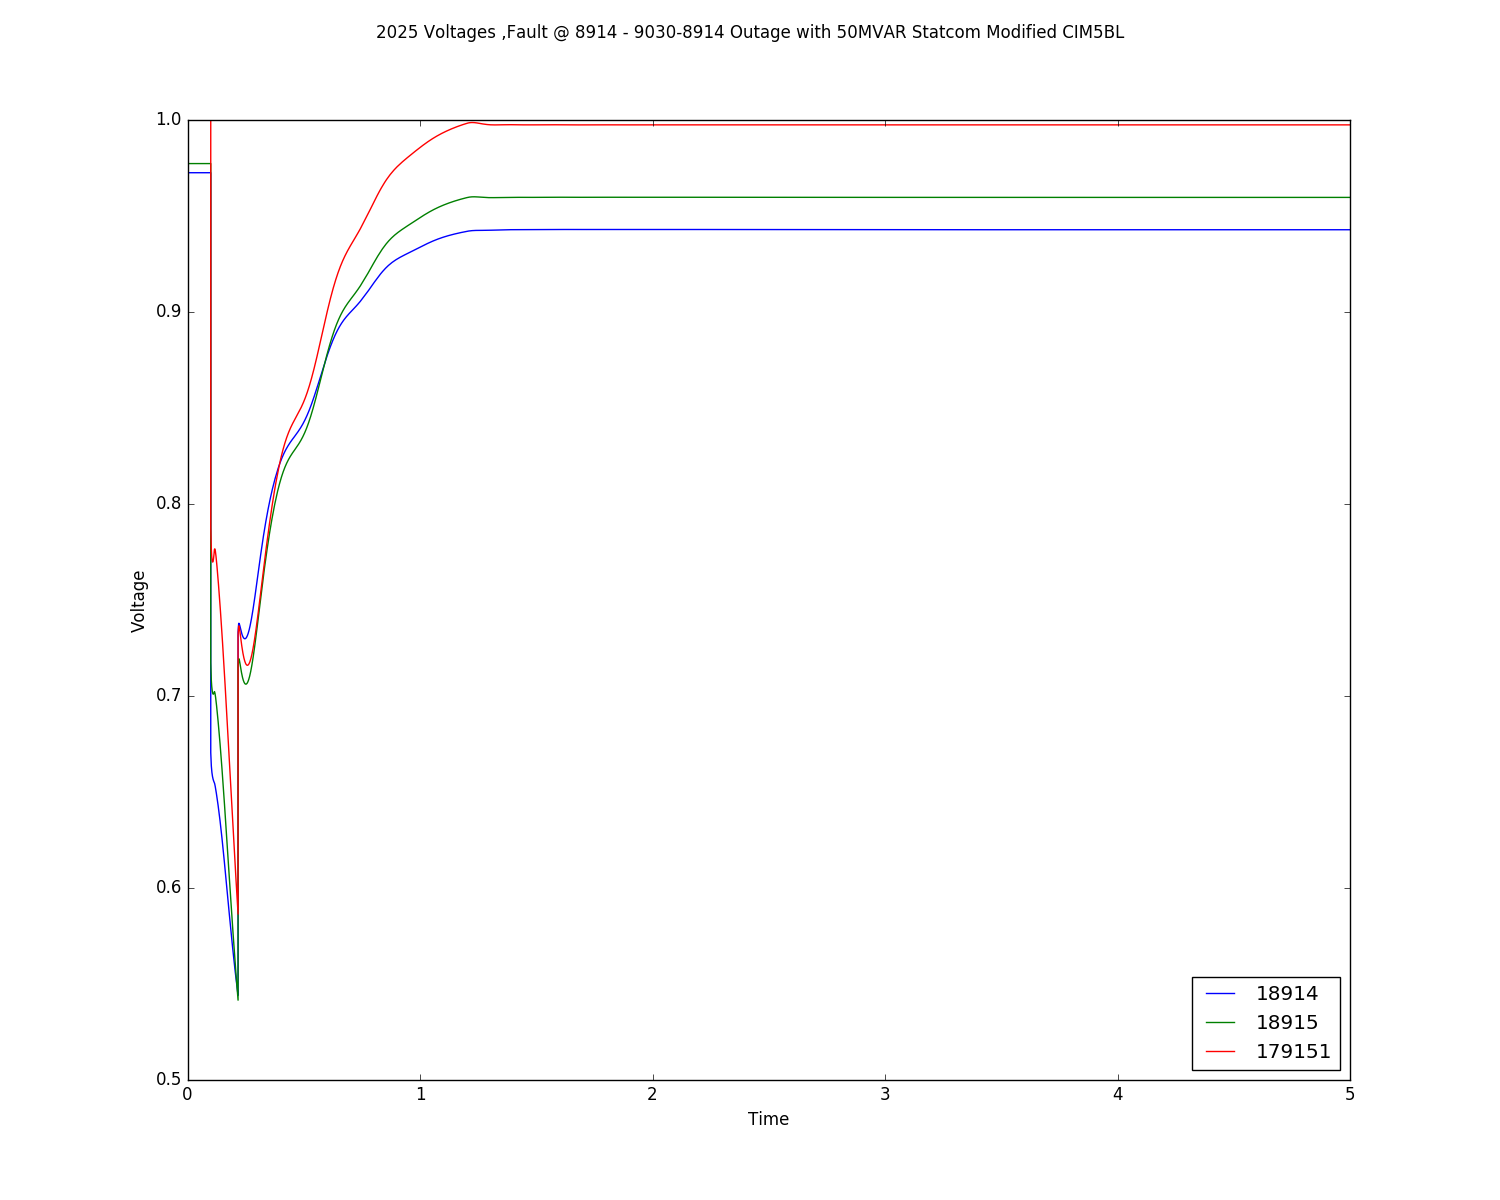 2025 Voltages ,Fault @ 8914 - 9030-8914 Outage with 50MVAR Statcom Modified CIM5BL
1.0
0.9
0.8
0.7
0.6
0.5
Voltage
0 1 2 3 4 5
Time
18914
18915
179151